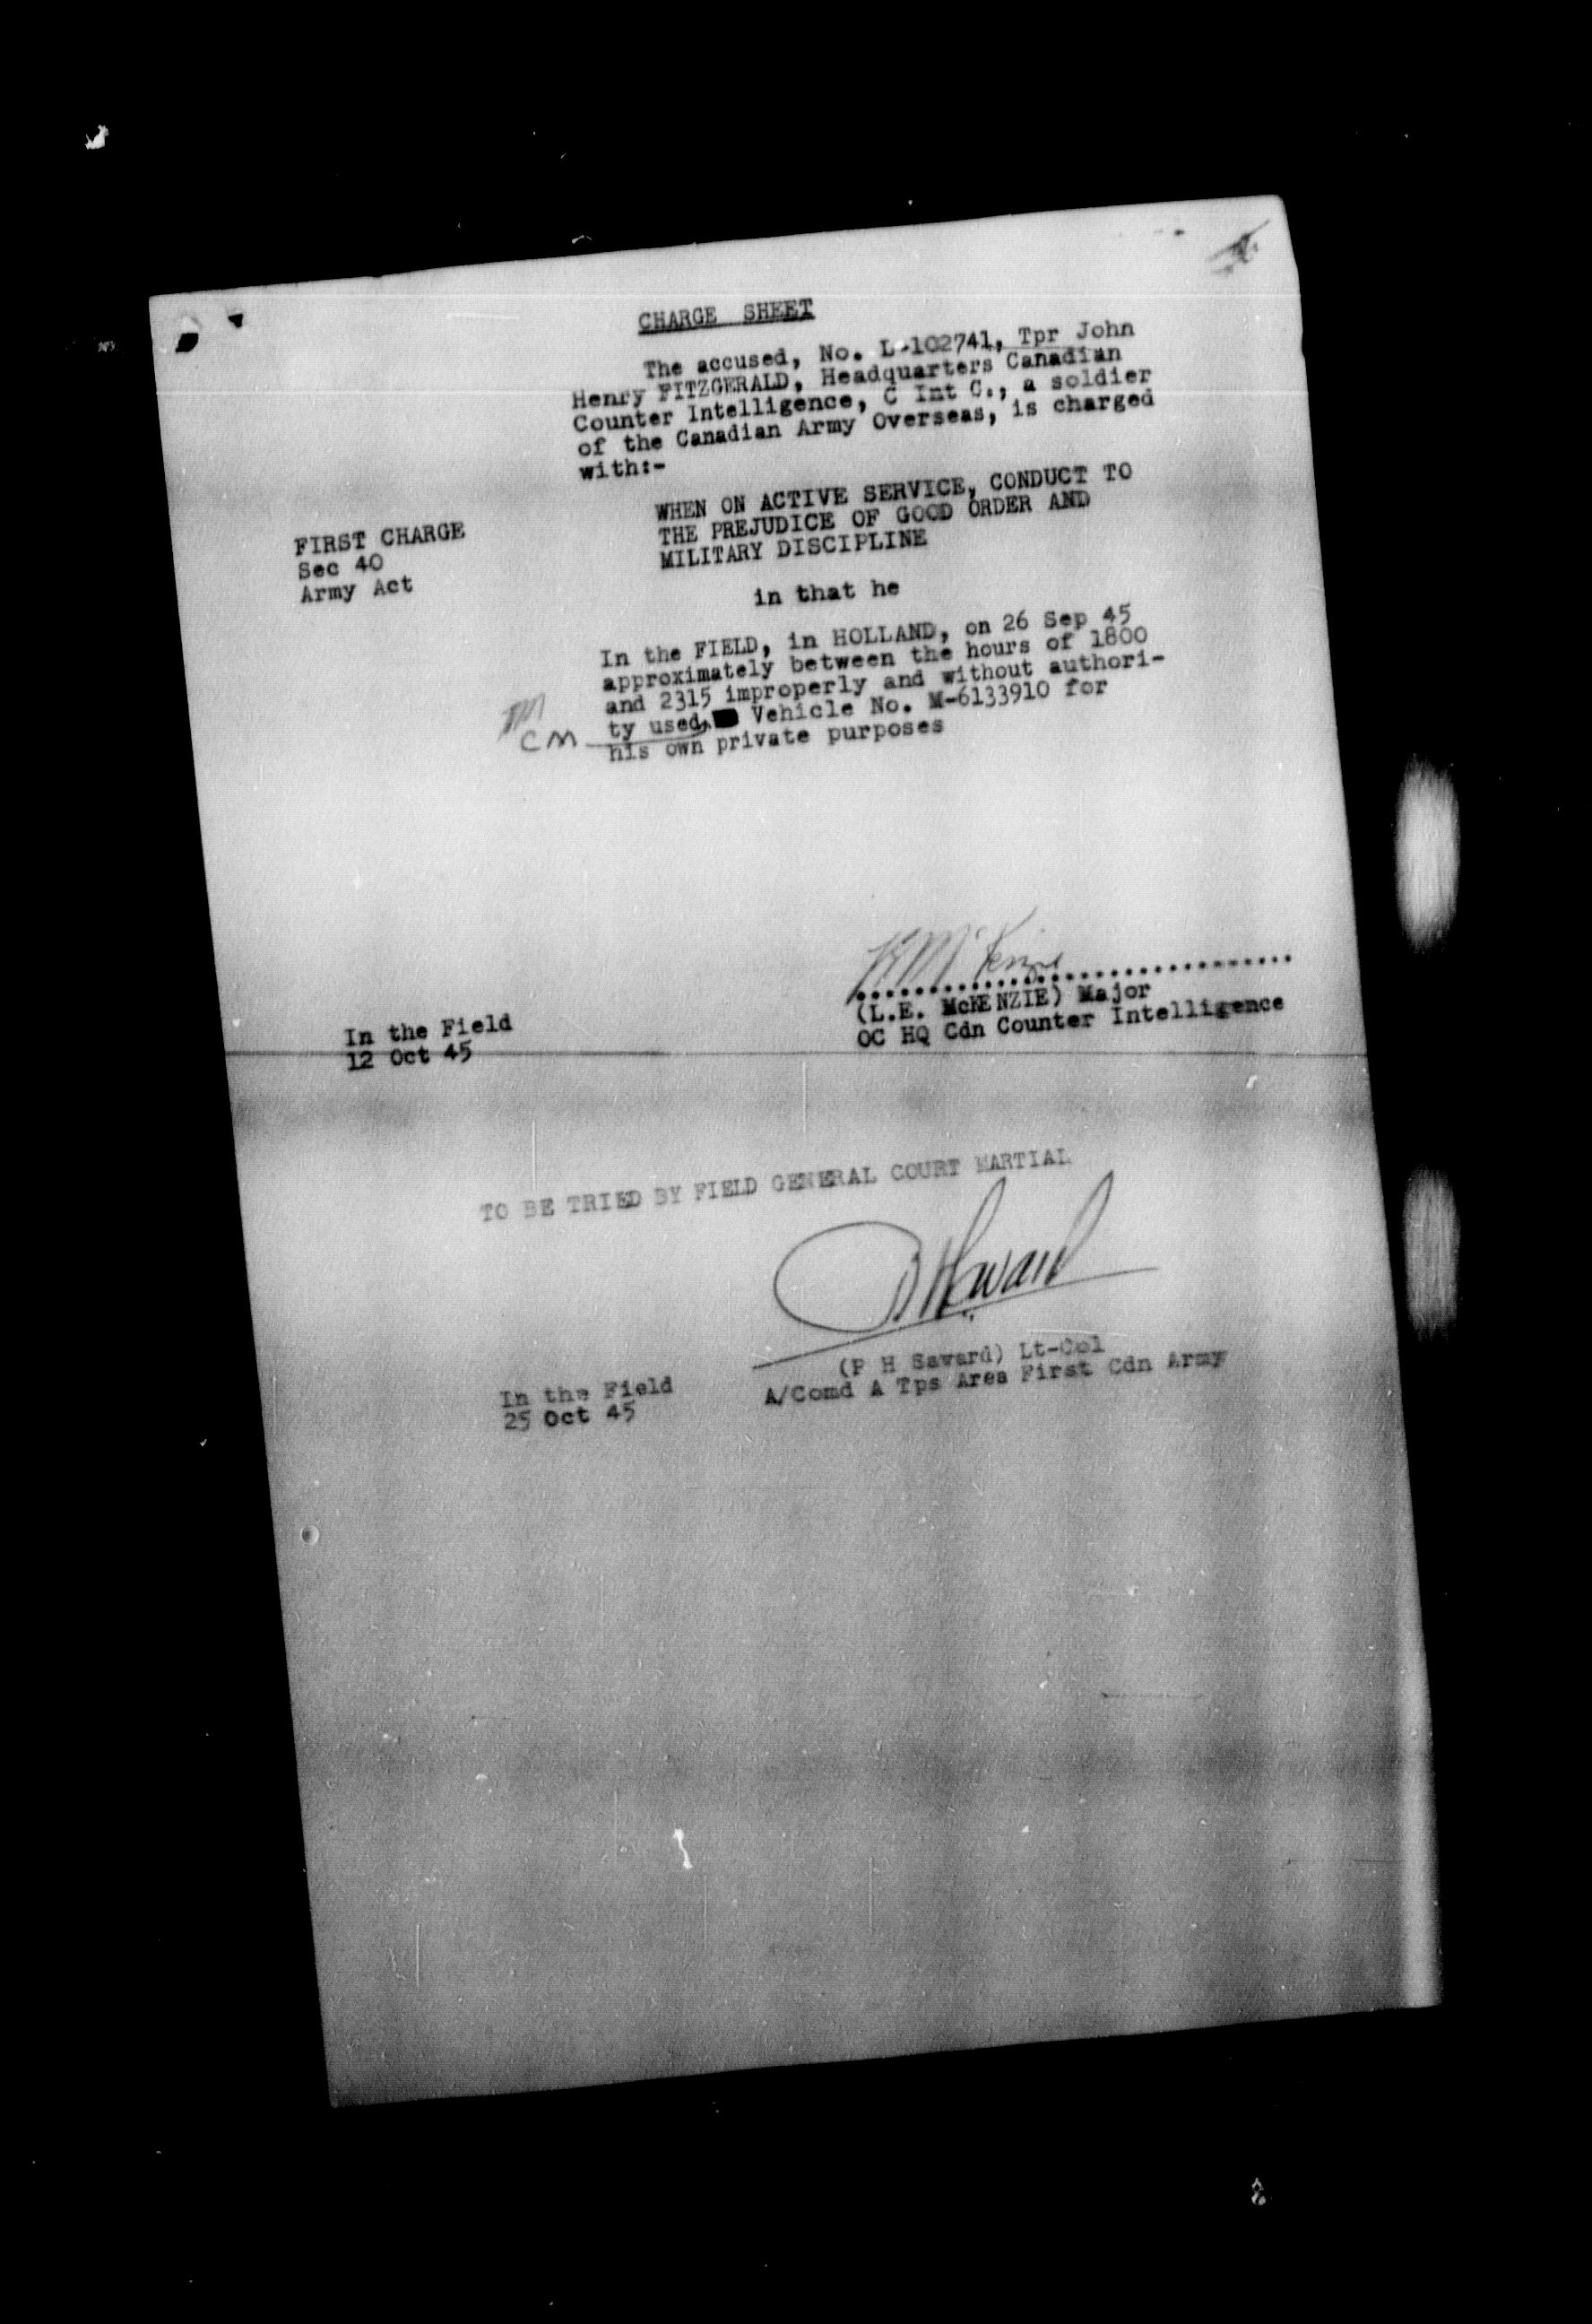 CHARGE SHEET
The accused, No. L-102741, Tpr John
Henry FITZGERALD, Headquarters Canadian
Counter Intelligence, C Int C., a soldier
of the Canadian Army Overseas, is charged
with:-
FIRST CHARGE
Sec 40
Army Act
WHEN ON ACTIVE SERVICE, CONDUCT TO
THE PREJUDICE OF GOOD ORDER AND
MILITARY DISCIPLINE
in that he
In the FIELD, in HOLLAND, on 26 Sep 45
approximately between the hours of 1800
and 2315 improperly and without authori-
ty used Vehicle No. M-6133910 for
CM
his own private purposes
McKenzie
(L.E. McKENZIE) Major
OC HQ Cdn Counter Intelligence
In the Field
12 Oct 45
TO BE TRIED BY FIELD GENERAL COURT MARTIAL
(P H Saward) Lt-Col
A/Comd A Tps Area First Cdn Army
In the Field
25 Oct 45